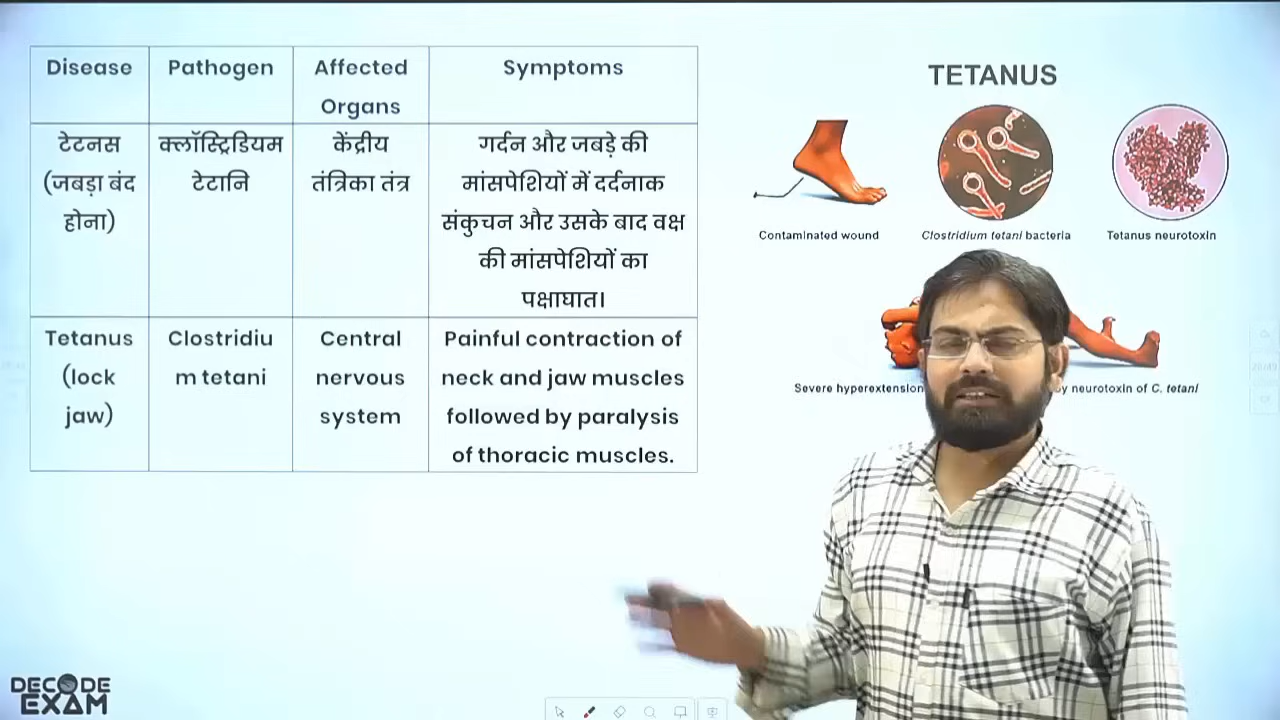 Disease
Pathogen
Affected
Organs
Symptoms
टेटनस
(जबड़ा बंद
होना)
क्लॉस्ट्रिडियम
टेटानि
केंद्रीय
तंत्रिका तंत्र
गर्दन और जबड़े की
मांसपेशियों में दर्दनाक
संकुचन और उसके बाद वक्ष
की मांसपेशियों का
पक्षाघात।
Tetanus
(lock
jaw)
Clostridiu
m tetani
Central
nervous
system
Painful contraction of
neck and jaw muscles
followed by paralysis
of thoracic muscles.
TETANUS
Contaminated wound
Clostridium tetani bacteria
Tetanus neurotoxin
Severe hyperextension
by neurotoxin of C. tetani
DECODE
EXAM